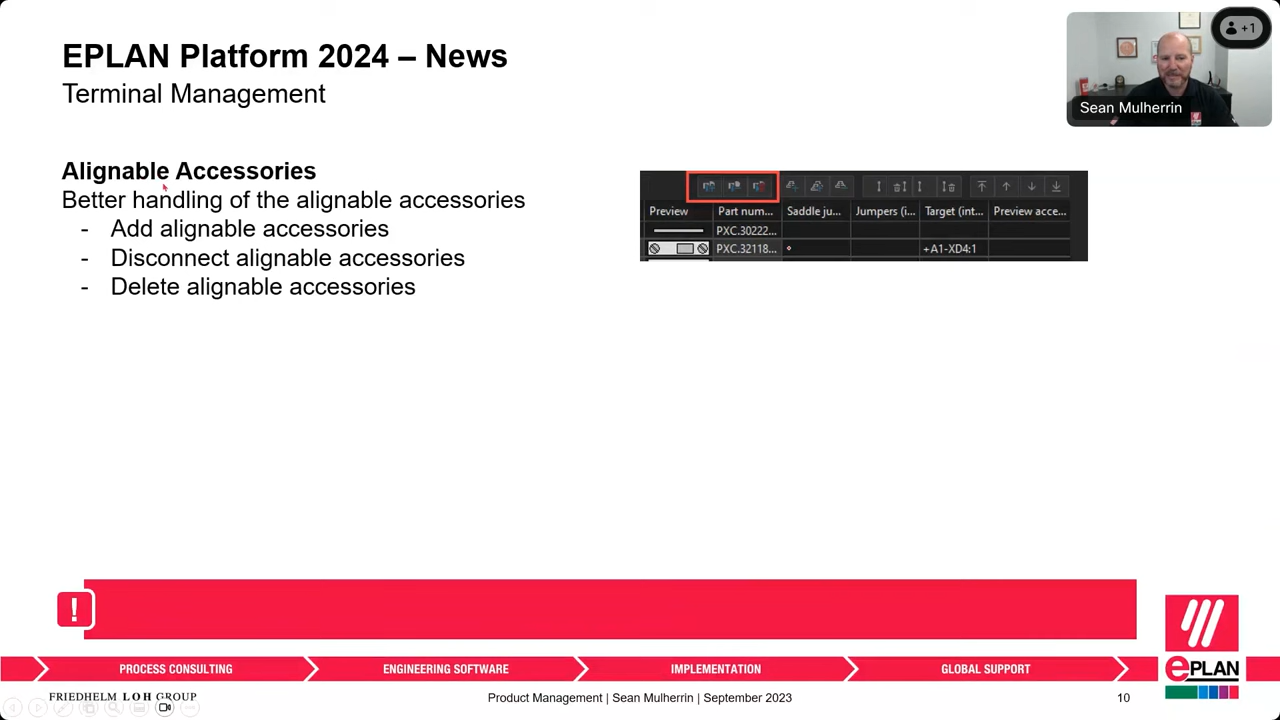 EPLAN Platform 2024 – News
Terminal Management
+1
Sean Mulherrin
Alignable Accessories
Better handling of the alignable accessories
- Add alignable accessories
- Disconnect alignable accessories
- Delete alignable accessories
Preview Part num... Saddle ju... Jumpers (i... Target (int... Preview acce...
PXC.30222...
PXC.32118... +A1-XD4:1
!
PROCESS CONSULTING ENGINEERING SOFTWARE IMPLEMENTATION GLOBAL SUPPORT
ePLAN
FRIEDHELM LOH GROUP Product Management | Sean Mulherrin | September 2023 10